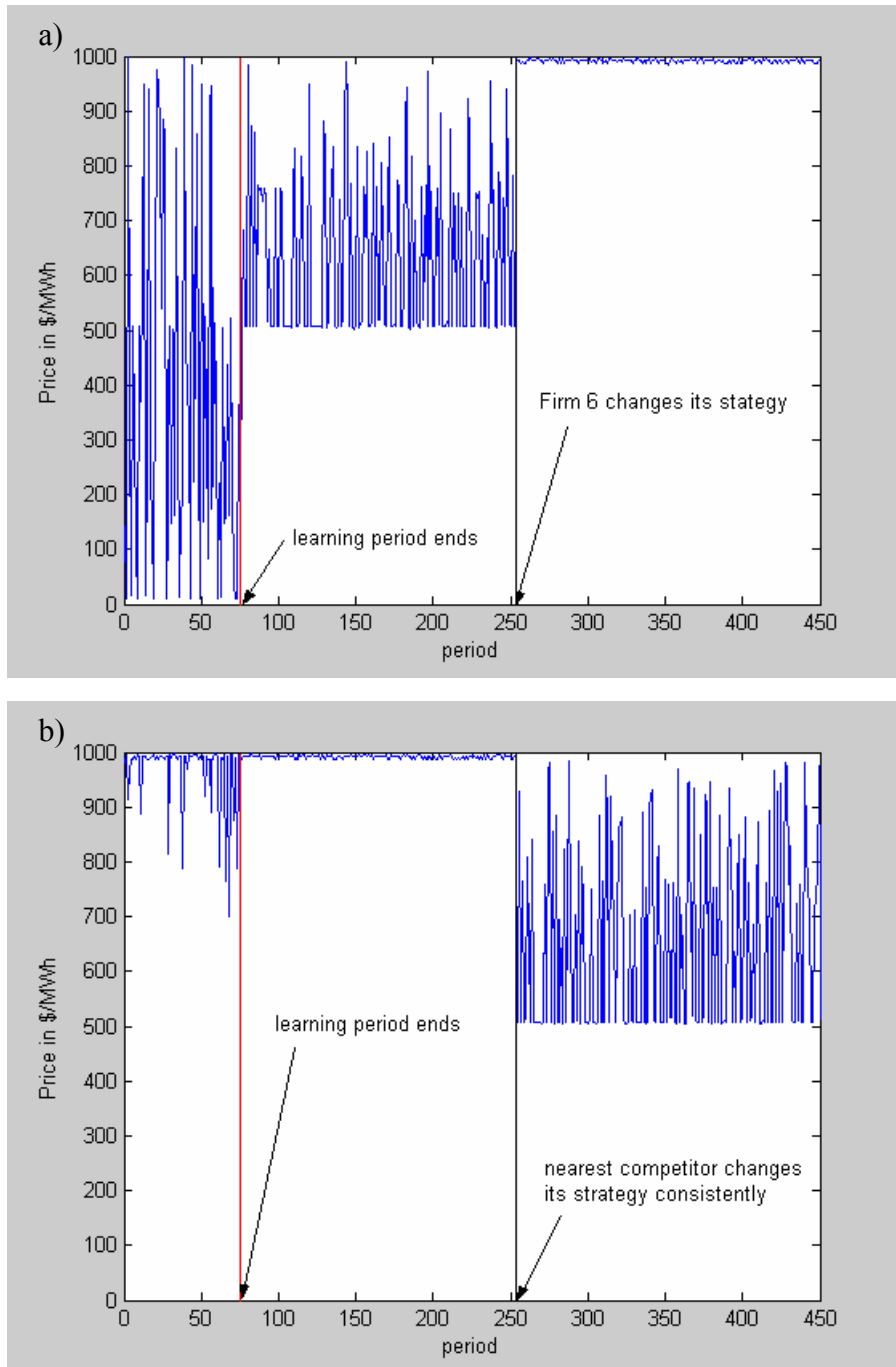 a)
1000
900
800
700
600
500
400
300
200
100
0
Price in $/MWh
Firm 6 changes its stategy
learning period ends
0 50 100 150 200 250 300 350 400 450
period
b)
1000
900
800
700
600
500
400
300
200
100
0
Price in $/MWh
learning period ends
nearest competitor changes
its strategy consistently
0 50 100 150 200 250 300 350 400 450
period